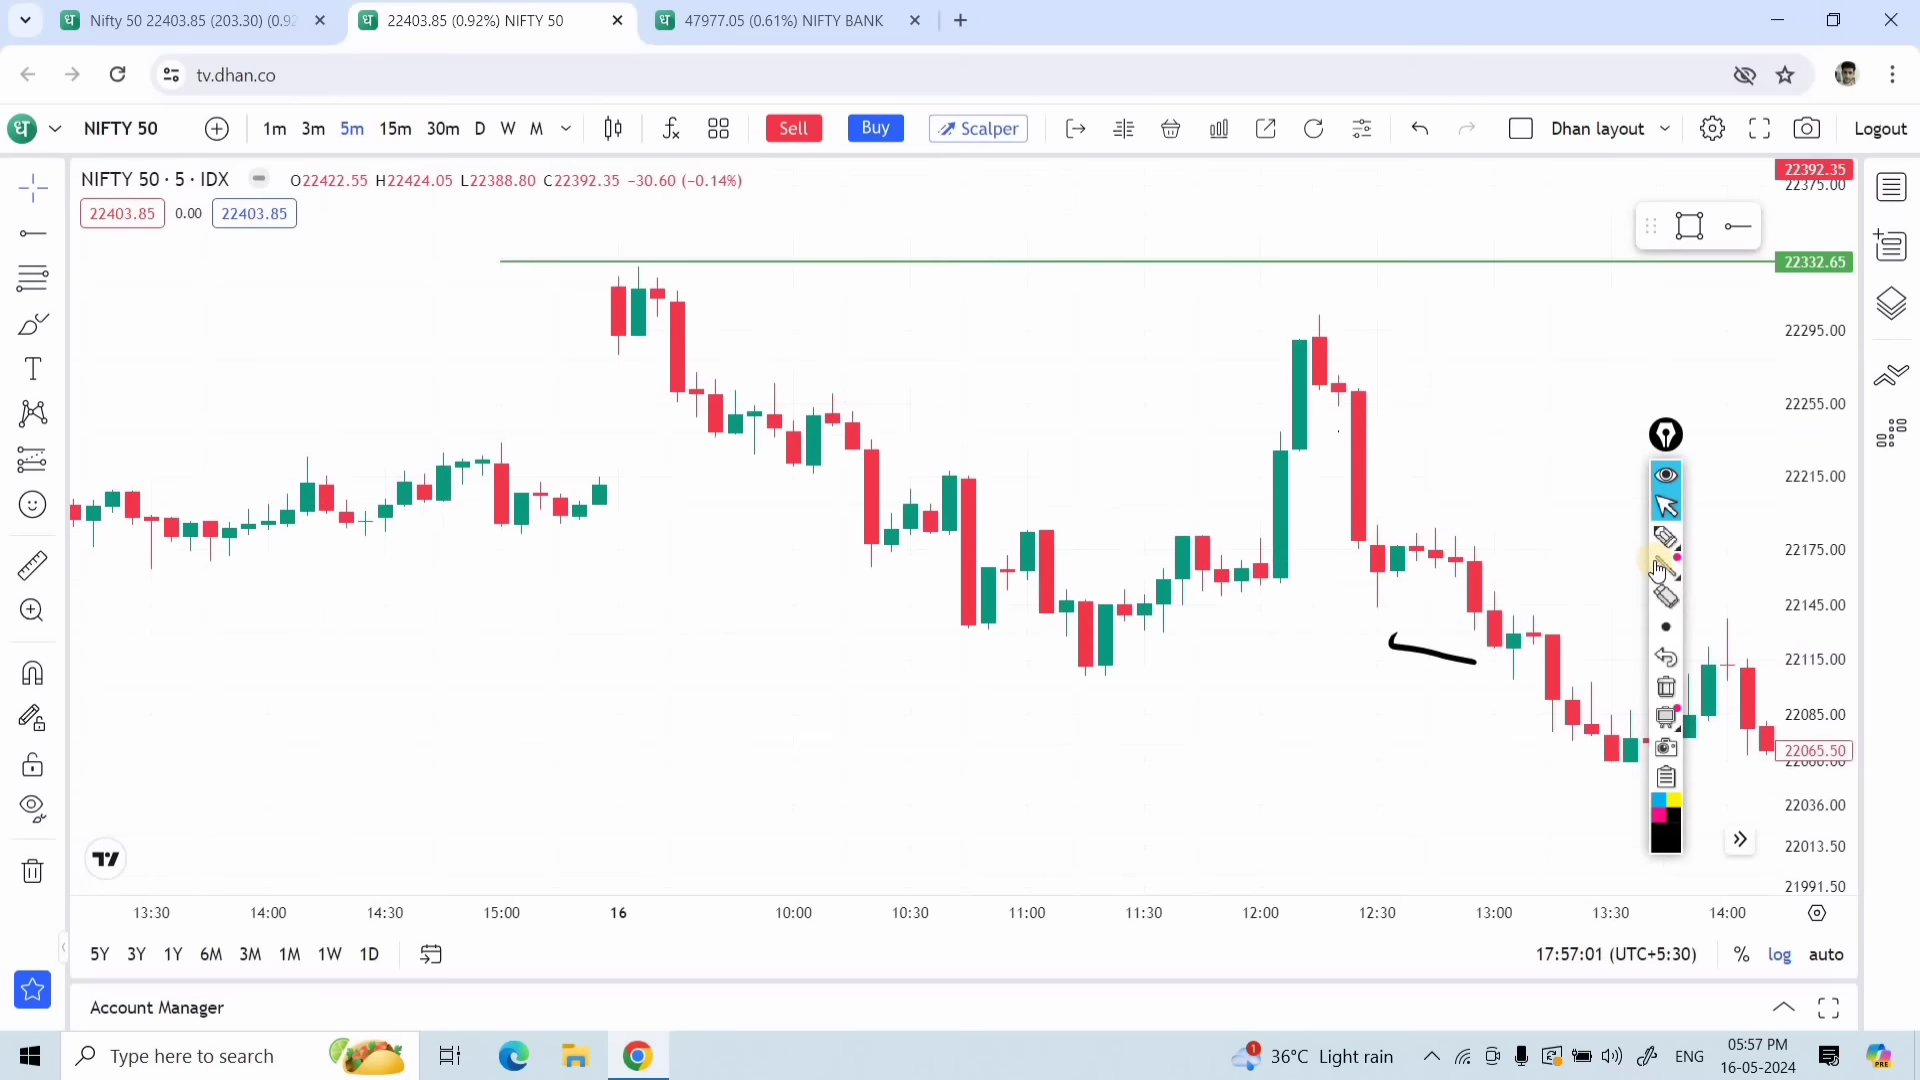 Nifty 50 22403.85 (203.30) (0.92
22403.85 (0.92%) NIFTY 50
47977.05 (0.61%) NIFTY BANK
tv.dhan.co
ध NIFTY 50 1m 3m 5m 15m 30m D W M Sell Buy Scalper Dhan layout Logout
NIFTY 50 · 5 · IDX O22422.55 H22424.05 L22388.80 C22392.35 −30.60 (−0.14%)
22403.85 0.00 22403.85
22392.35
22375.00
22332.65
22295.00
22255.00
22215.00
22175.00
22145.00
22115.00
22085.00
22065.50
22036.00
22013.50
21991.50
13:30 14:00 14:30 15:00 16 10:00 10:30 11:00 11:30 12:00 12:30 13:00 13:30 14:00
5Y 3Y 1Y 6M 3M 1M 1W 1D 17:57:01 (UTC+5:30) % log auto
Account Manager
Type here to search
1 36°C Light rain ENG 05:57 PM
16-05-2024
PRE